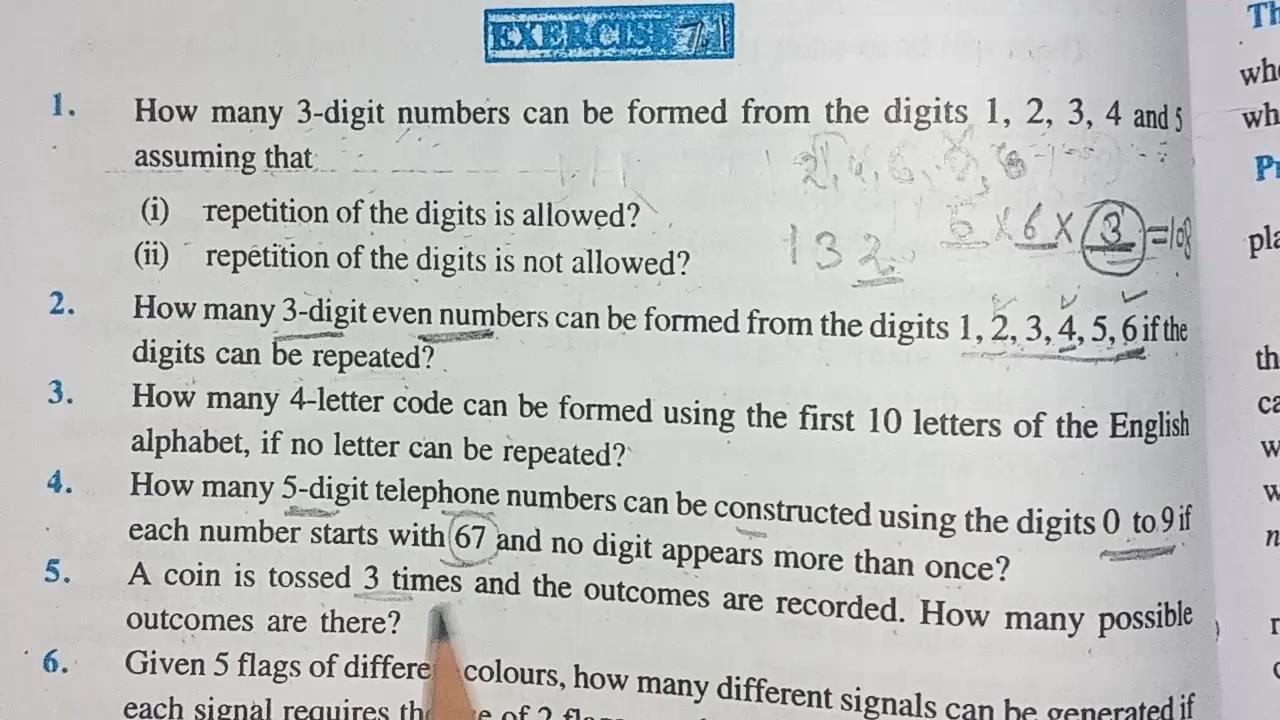 EXERCISE 7.1
1. How many 3-digit numbers can be formed from the digits 1, 2, 3, 4 and 5
assuming that
(i) repetition of the digits is allowed?
(ii) repetition of the digits is not allowed?
132
6 × 6 × 3 = 108
2. How many 3-digit even numbers can be formed from the digits 1, 2, 3, 4, 5, 6 if the
digits can be repeated?
3. How many 4-letter code can be formed using the first 10 letters of the English
alphabet, if no letter can be repeated?
4. How many 5-digit telephone numbers can be constructed using the digits 0 to 9 if
each number starts with 67 and no digit appears more than once?
5. A coin is tossed 3 times and the outcomes are recorded. How many possible
outcomes are there?
6. Given 5 flags of colours, how many different signals can be generated if
each signal requires of 2